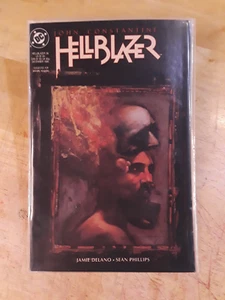 DC
JOHN CONSTANTINE
HELLBLAZER
JAMIE DELANO • SEAN PHILLIPS